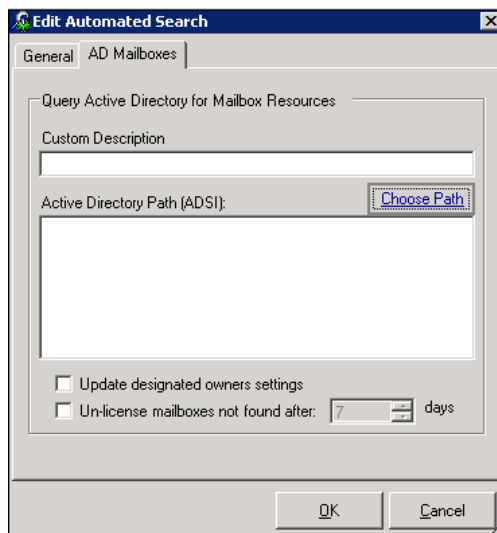 Edit Automated Search
General AD Mailboxes
Query Active Directory for Mailbox Resources
Custom Description
Active Directory Path (ADSI): Choose Path
Update designated owners settings
Un-license mailboxes not found after: 7 days
OK Cancel